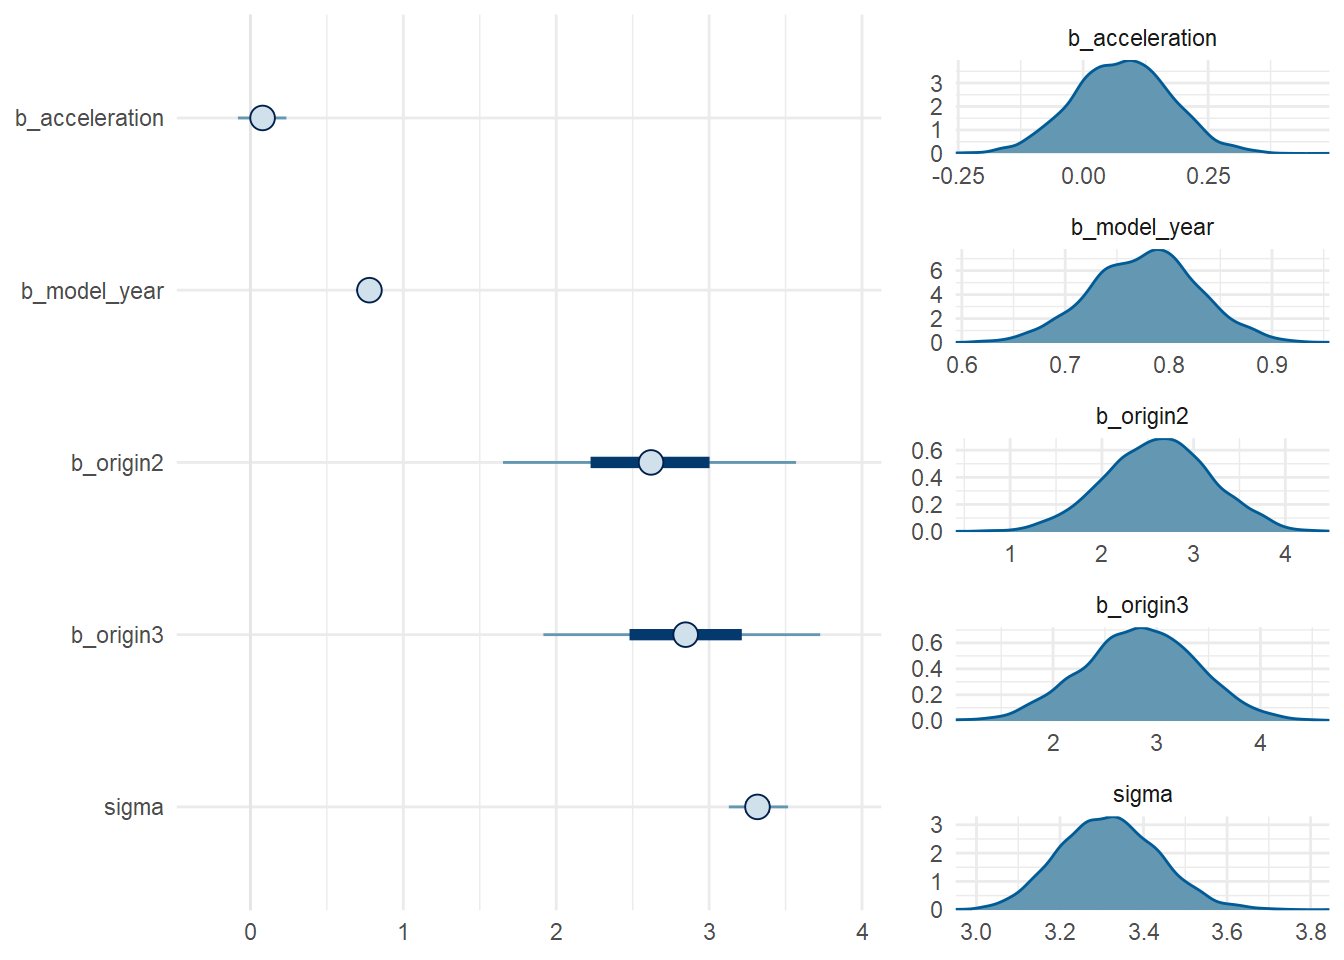 b_acceleration
b_model_year
b_origin2
b_origin3
sigma
0 1 2 3 4
b_acceleration
3
2
1
0
-0.25 0.00 0.25
b_model_year
6
4
2
0
0.6 0.7 0.8 0.9
b_origin2
0.6
0.4
0.2
0.0
1 2 3 4
b_origin3
0.6
0.4
0.2
0.0
2 3 4
sigma
3
2
1
0
3.0 3.2 3.4 3.6 3.8